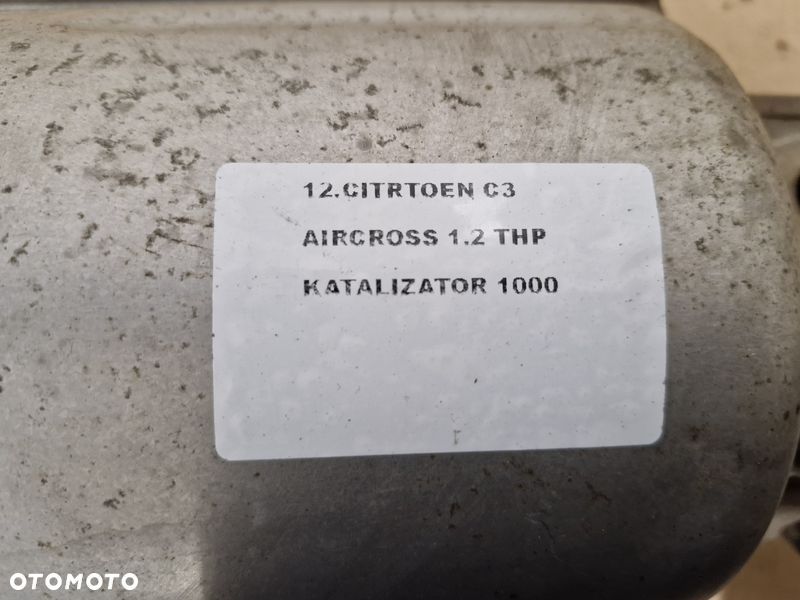 12.CITRTOEN C3
AIRCROSS 1.2 THP
KATALIZATOR 1000
OTOMOTO